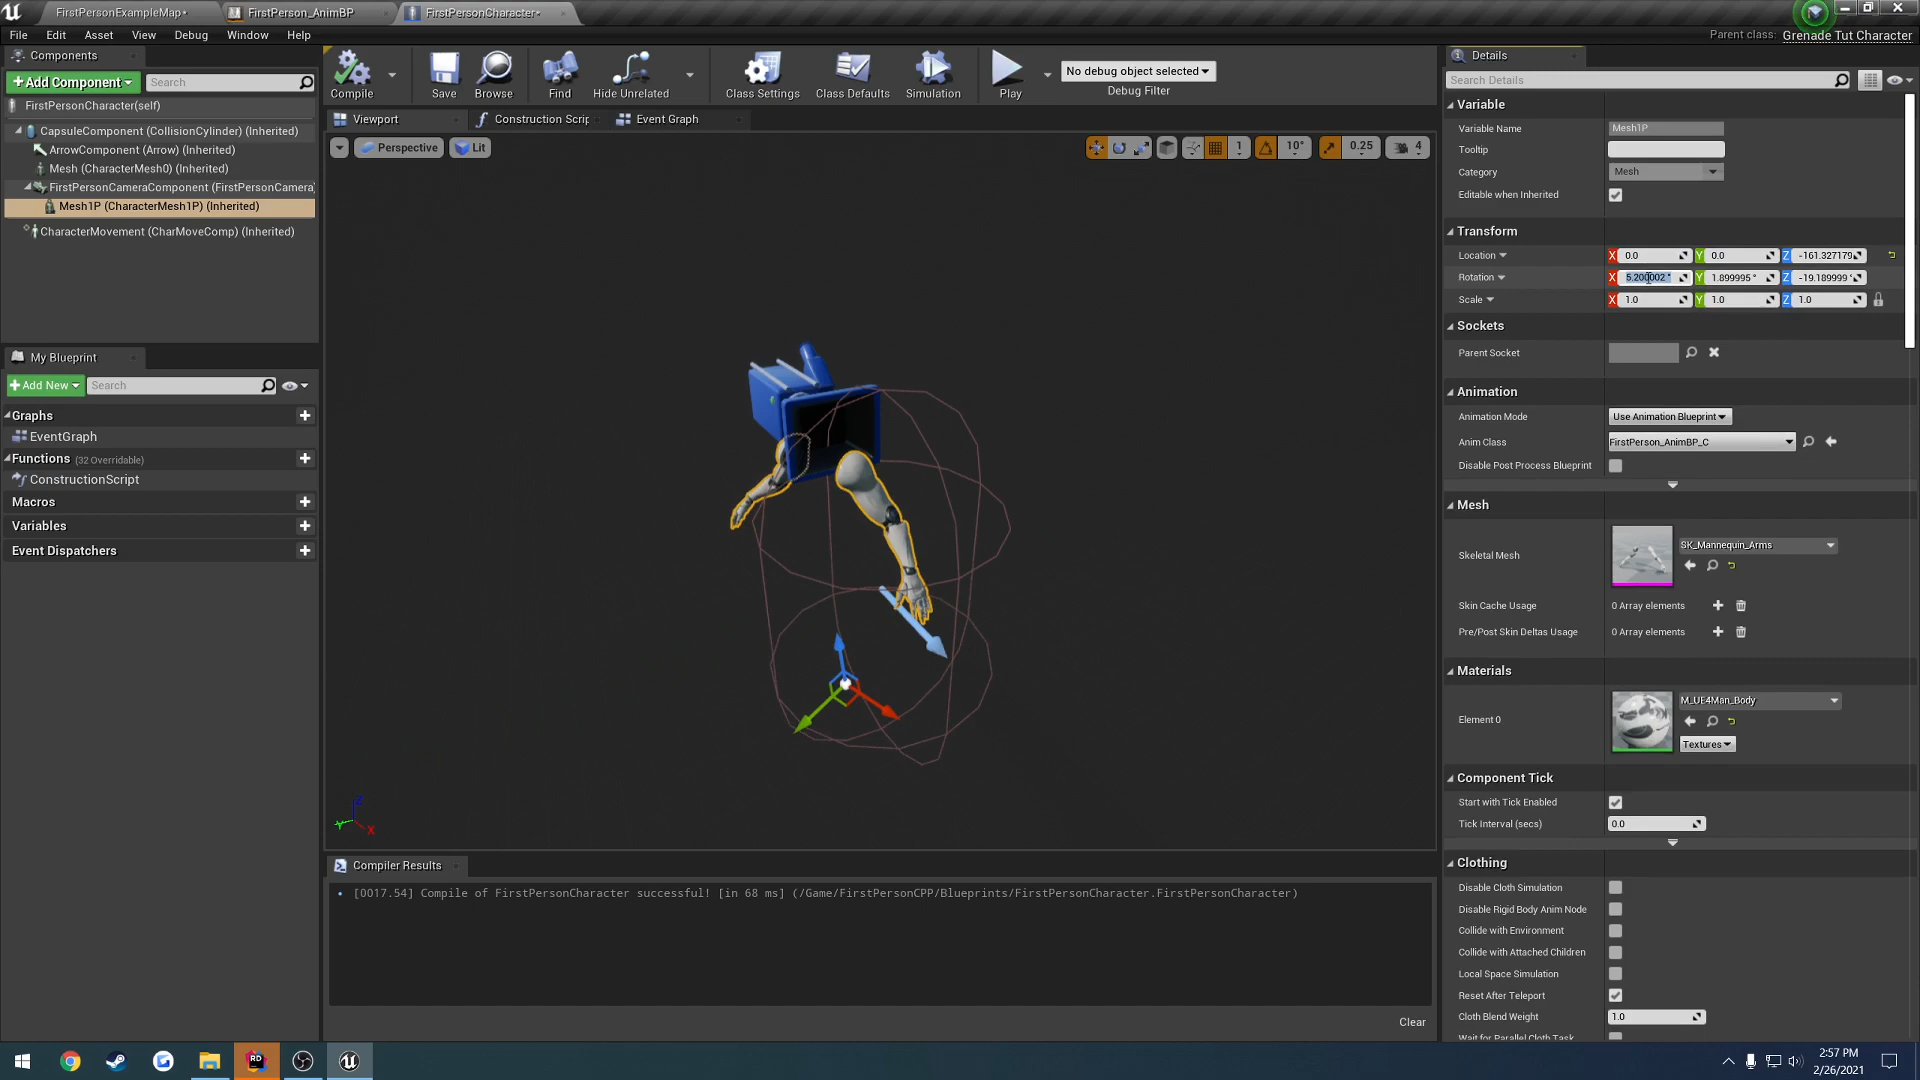 FirstPersonExampleMap•
FirstPerson_AnimBP
FirstPersonCharacter•
File
Edit
Asset
View
Debug
Window
Help
Parent class: Grenade Tut Character
Components
+Add Component
Search
FirstPersonCharacter(self)
CapsuleComponent (CollisionCylinder) (Inherited)
ArrowComponent (Arrow) (Inherited)
Mesh (CharacterMesh0) (Inherited)
FirstPersonCameraComponent (FirstPersonCamera)
Mesh1P (CharacterMesh1P) (Inherited)
CharacterMovement (CharMoveComp) (Inherited)
My Blueprint
+Add New
Search
Graphs
EventGraph
Functions (32 Overridable)
ConstructionScript
Macros
Variables
Event Dispatchers
Compile
Save
Browse
Find
Hide Unrelated
Class Settings
Class Defaults
Simulation
Play
No debug object selected
Debug Filter
Viewport
Construction Scrip
Event Graph
Perspective
Lit
1
10°
0.25
4
Z
Y
X
Compiler Results
• [0017.54] Compile of FirstPersonCharacter successful! [in 68 ms] (/Game/FirstPersonCPP/Blueprints/FirstPersonCharacter.FirstPersonCharacter)
Clear
Details
Search Details
Variable
Variable Name
Mesh1P
Tooltip
Category
Mesh
Editable when Inherited
Transform
Location
X 0.0
Y 0.0
Z -161.327179
Rotation
X 5.200002 °
Y 1.899995 °
Z -19.189999 °
Scale
X 1.0
Y 1.0
Z 1.0
Sockets
Parent Socket
Animation
Animation Mode
Use Animation Blueprint
Anim Class
FirstPerson_AnimBP_C
Disable Post Process Blueprint
Mesh
Skeletal Mesh
SK_Mannequin_Arms
Skin Cache Usage
0 Array elements
Pre/Post Skin Deltas Usage
0 Array elements
Materials
Element 0
M_UE4Man_Body
Textures
Component Tick
Start with Tick Enabled
Tick Interval (secs)
0.0
Clothing
Disable Cloth Simulation
Disable Rigid Body Anim Node
Collide with Environment
Collide with Attached Children
Local Space Simulation
Reset After Teleport
Cloth Blend Weight
1.0
Wait for Parallel Cloth Task
RD
2:57 PM
2/26/2021